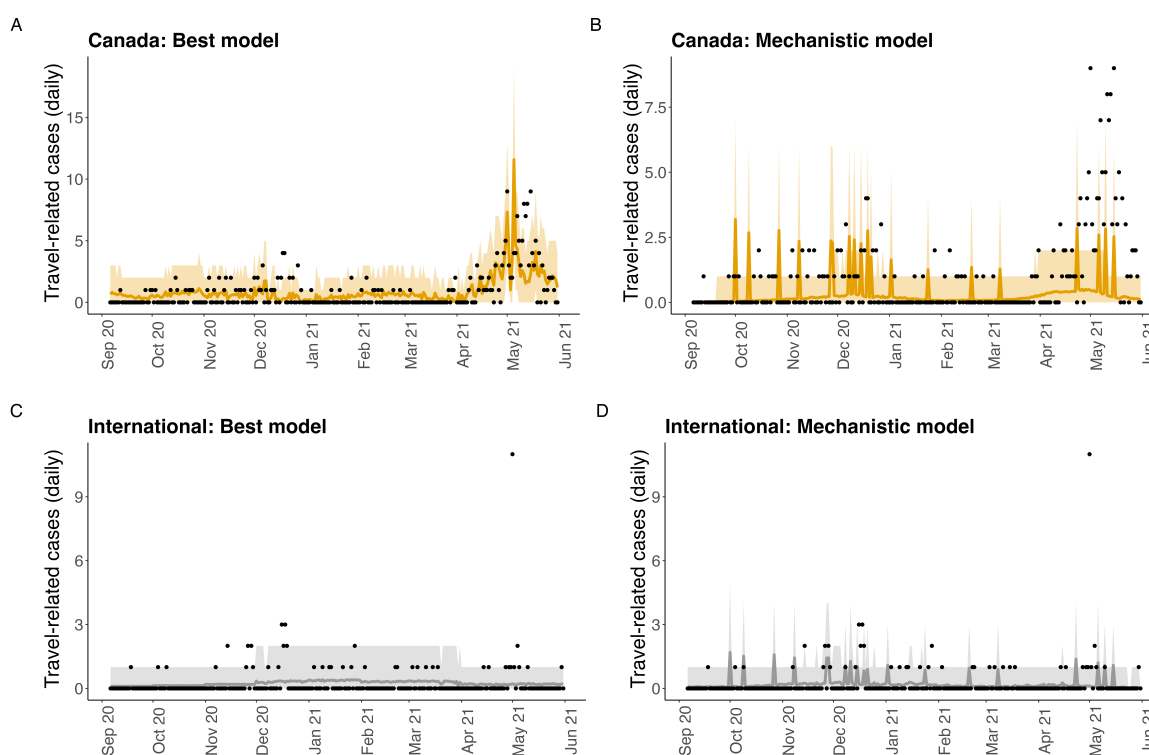 A
Canada: Best model
Travel-related cases (daily)
15
10
5
0
Sep 20
Oct 20
Nov 20
Dec 20
Jan 21
Feb 21
Mar 21
Apr 21
May 21
Jun 21
B
Canada: Mechanistic model
Travel-related cases (daily)
7.5
5.0
2.5
0.0
Sep 20
Oct 20
Nov 20
Dec 20
Jan 21
Feb 21
Mar 21
Apr 21
May 21
Jun 21
C
International: Best model
Travel-related cases (daily)
9
6
3
0
Sep 20
Oct 20
Nov 20
Dec 20
Jan 21
Feb 21
Mar 21
Apr 21
May 21
Jun 21
D
International: Mechanistic model
Travel-related cases (daily)
9
6
3
0
Sep 20
Oct 20
Nov 20
Dec 20
Jan 21
Feb 21
Mar 21
Apr 21
May 21
Jun 21